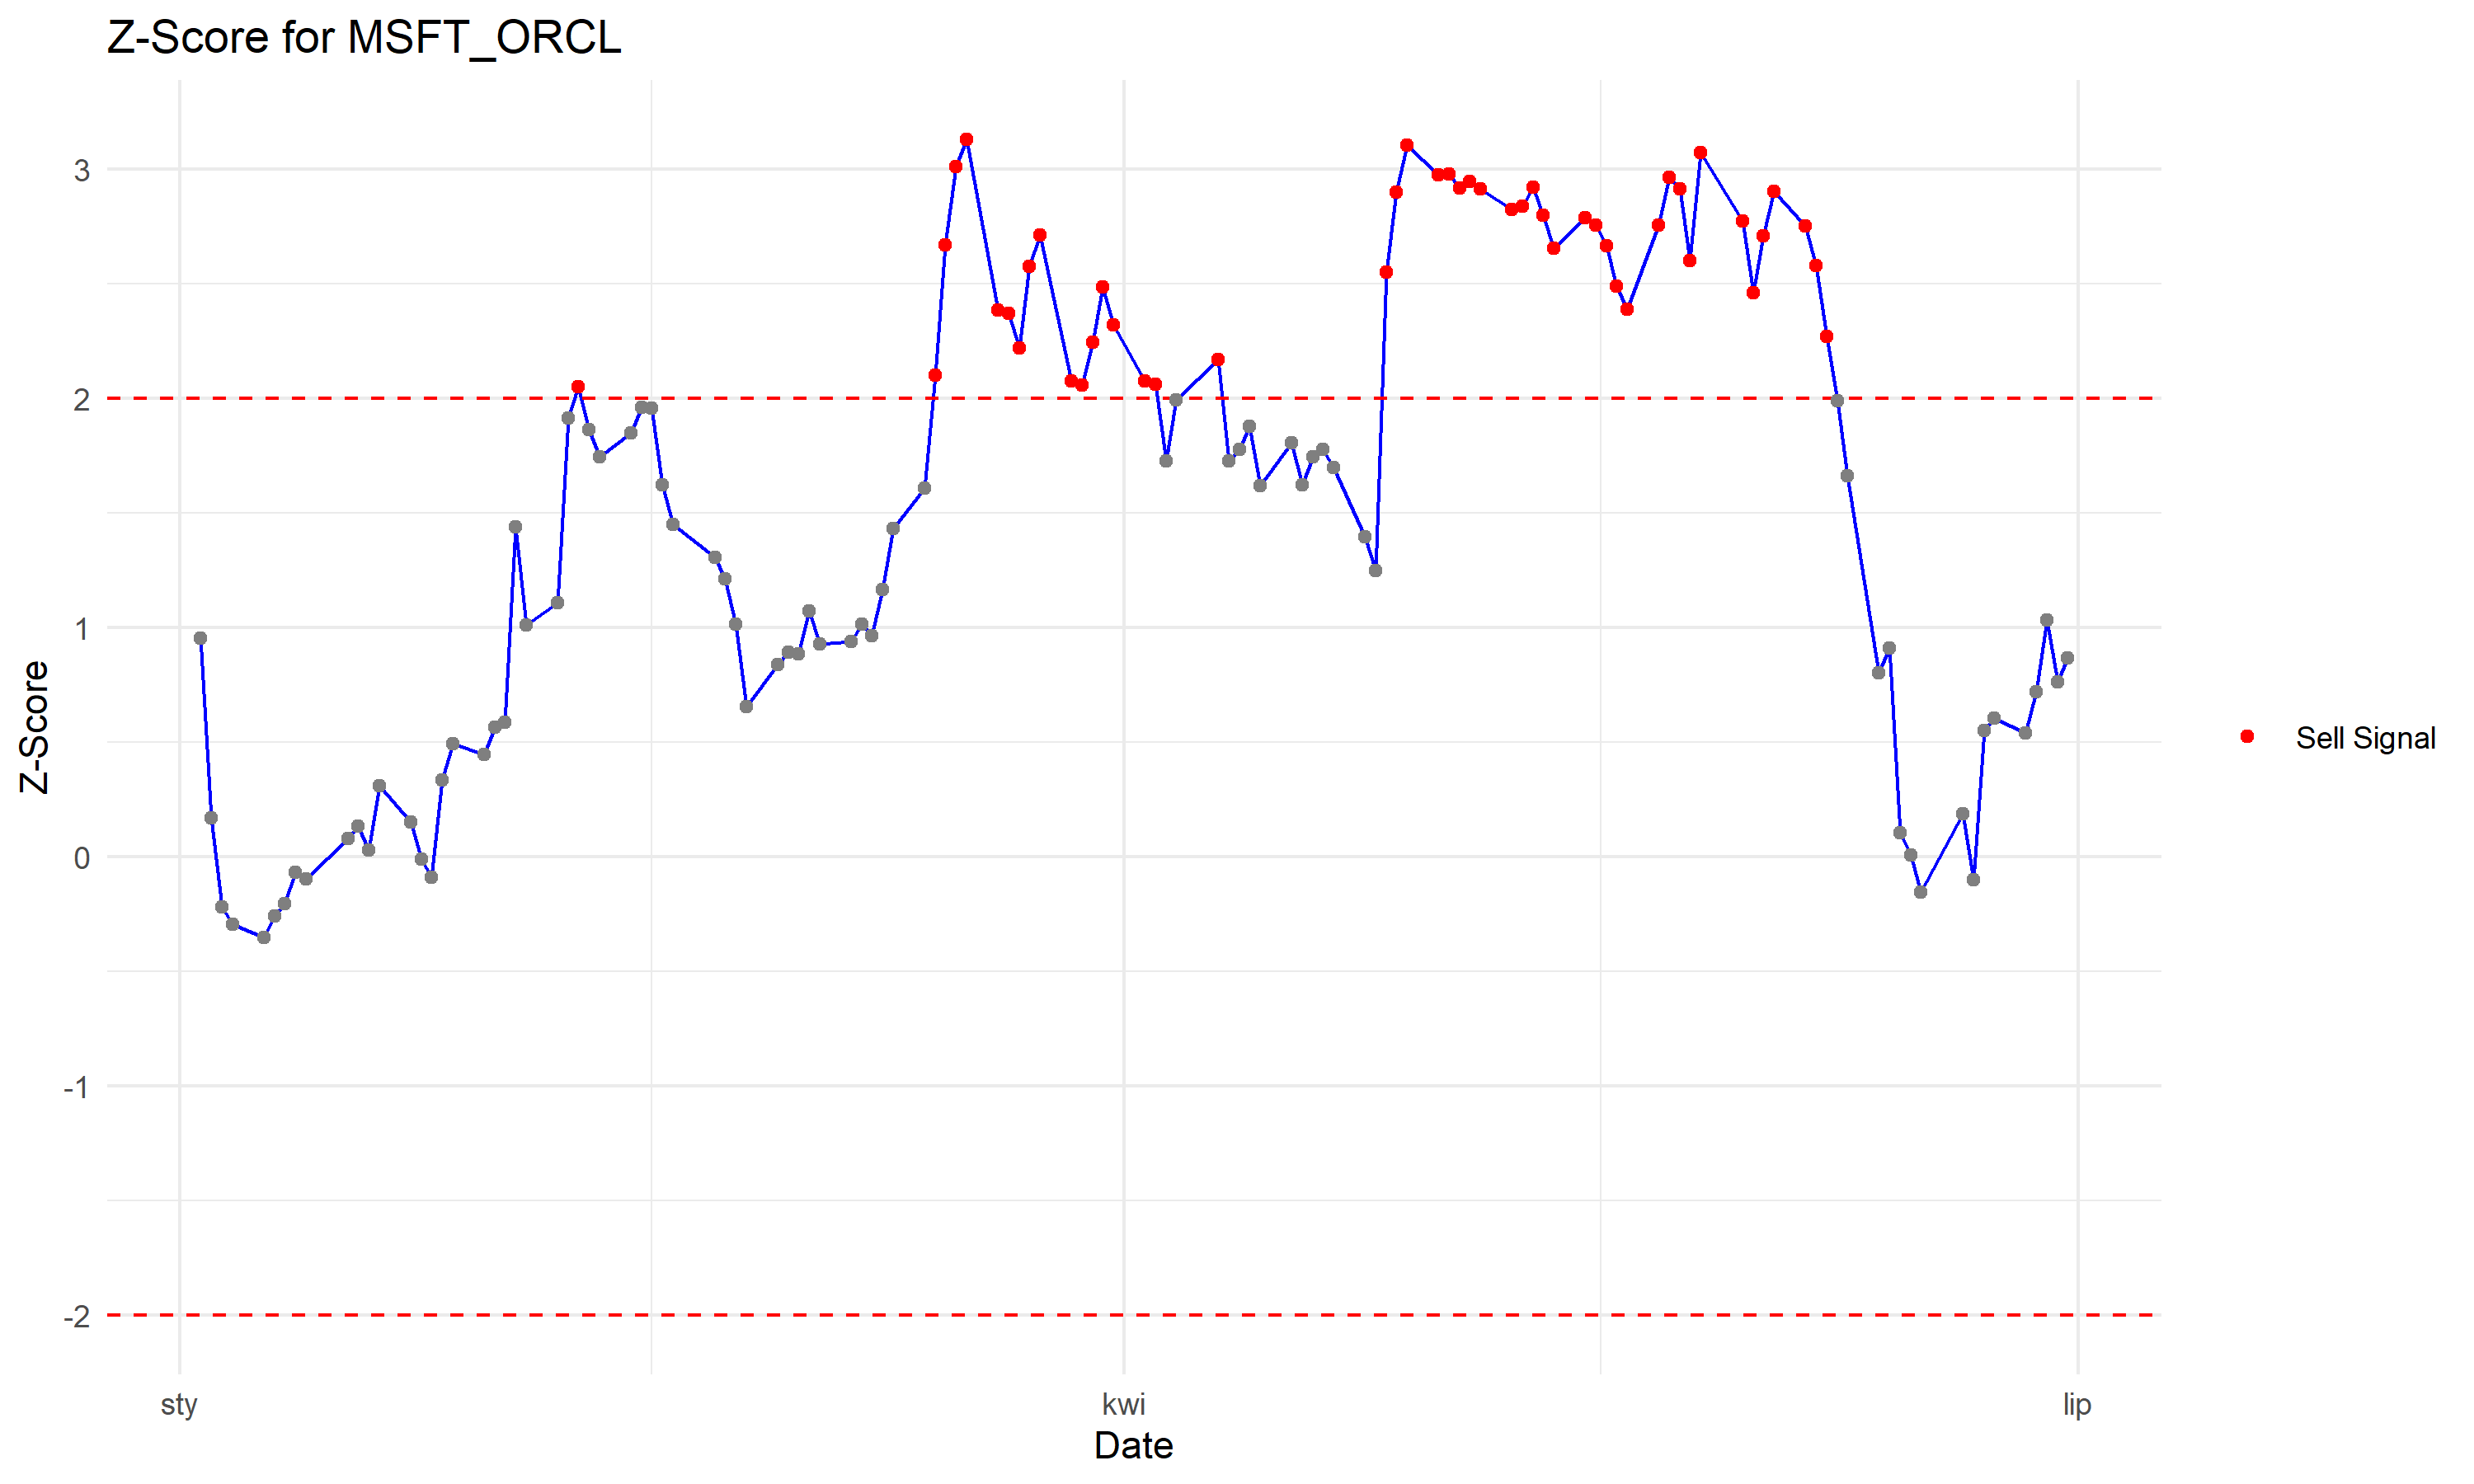 Z-Score for MSFT_ORCL
3
2
1
0
-1
-2
Z-Score
sty
kwi
lip
Date
Sell Signal